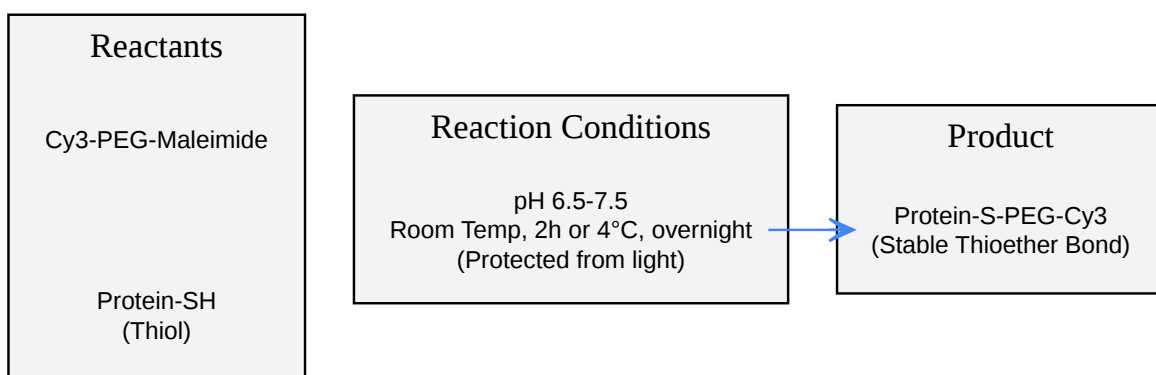 Reactants
Cy3-PEG-Maleimide
Protein-SH
(Thiol)
Reaction Conditions
pH 6.5-7.5
Room Temp, 2h or 4°C, overnight
(Protected from light)
Product
Protein-S-PEG-Cy3
(Stable Thioether Bond)